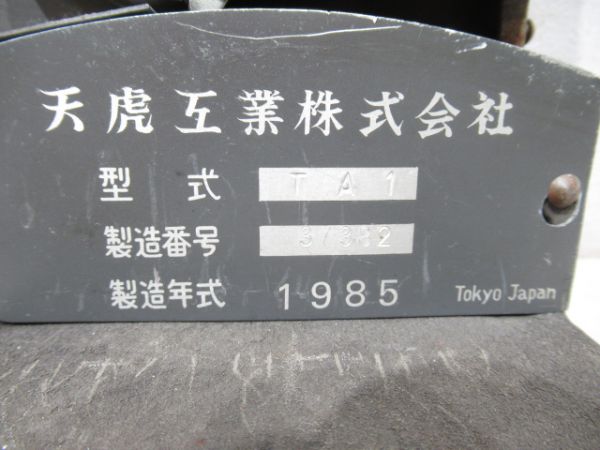 天虎工業株式会社
型式 TA1
製造番号 37382
製造年式 1985
Tokyo Japan